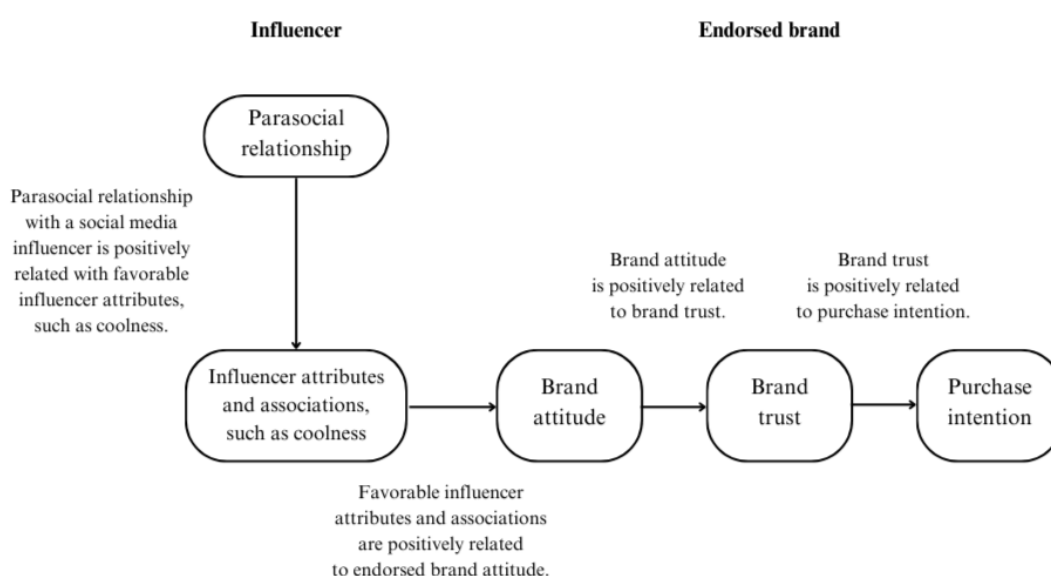 Influencer
Endorsed brand
Parasocial
relationship
Parasocial relationship
with a social media
influencer is positively
related with favorable
influencer attributes,
such as coolness.
Brand attitude
is positively related
to brand trust.
Brand trust
is positively related
to purchase intention.
Influencer attributes
and associations,
such as coolness
Brand
attitude
Brand
trust
Purchase
intention
Favorable influencer
attributes and associations
are positively related
to endorsed brand attitude.